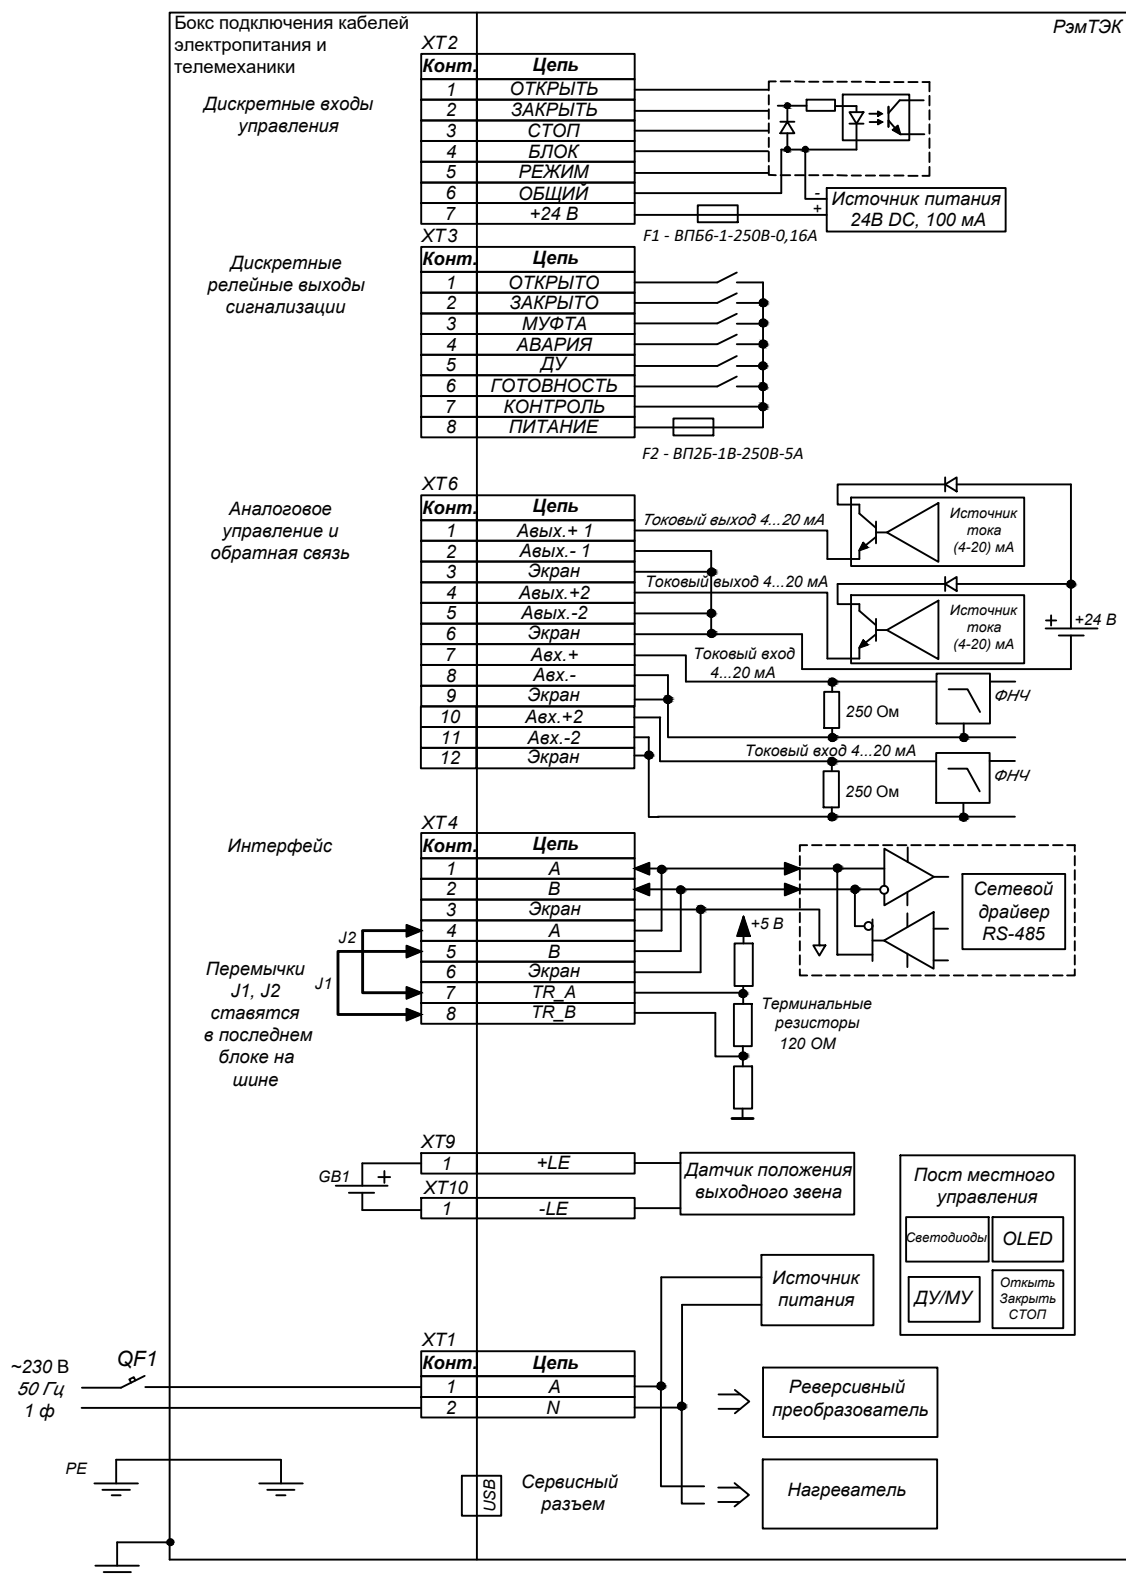 Бокс подключения кабелей
электропитания и
телемеханики
РэмТЭК
Дискретные входы
управления
XT2
Конт. Цепь
1 ОТКРЫТЬ
2 ЗАКРЫТЬ
3 СТОП
4 БЛОК
5 РЕЖИМ
6 ОБЩИЙ
7 +24 В
-
+
Источник питания
24В DC, 100 мА
F1 - ВПБ6-1-250В-0,16А
Дискретные
релейные выходы
сигнализации
XT3
Конт. Цепь
1 ОТКРЫТО
2 ЗАКРЫТО
3 МУФТА
4 АВАРИЯ
5 ДУ
6 ГОТОВНОСТЬ
7 КОНТРОЛЬ
8 ПИТАНИЕ
F2 - ВП2Б-1В-250В-5А
Аналоговое
управление и
обратная связь
XT6
Конт. Цепь
1 Авых.+ 1
2 Авых.- 1
3 Экран
4 Авых.+2
5 Авых.-2
6 Экран
7 Авх.+
8 Авх.-
9 Экран
10 Авх.+2
11 Авх.-2
12 Экран
Токовый выход 4...20 мА
Источник
тока
(4-20) мА
Токовый выход 4...20 мА
Источник
тока
(4-20) мА
+ +24 В
Токовый вход
4...20 мА
250 Ом
ФНЧ
Токовый вход 4...20 мА
250 Ом
ФНЧ
Интерфейс
XT4
Конт. Цепь
1 A
2 B
3 Экран
4 A
5 B
6 Экран
7 TR_A
8 TR_B
J2
J1
Перемычки
J1, J2
ставятся
в последнем
блоке на
шине
+5 В
Терминальные
резисторы
120 ОМ
Сетевой
драйвер
RS-485
GB1
+
XT9
1 +LE
XT10
1 -LE
Датчик положения
выходного звена
Пост местного
управления
Светодиоды
OLED
ДУ/МУ
Открыть
Закрыть
СТОП
Источник
питания
~230 В
50 Гц
1 ф
QF1
XT1
Конт. Цепь
1 A
2 N
Реверсивный
преобразователь
Нагреватель
PE
USB
Сервисный
разъем